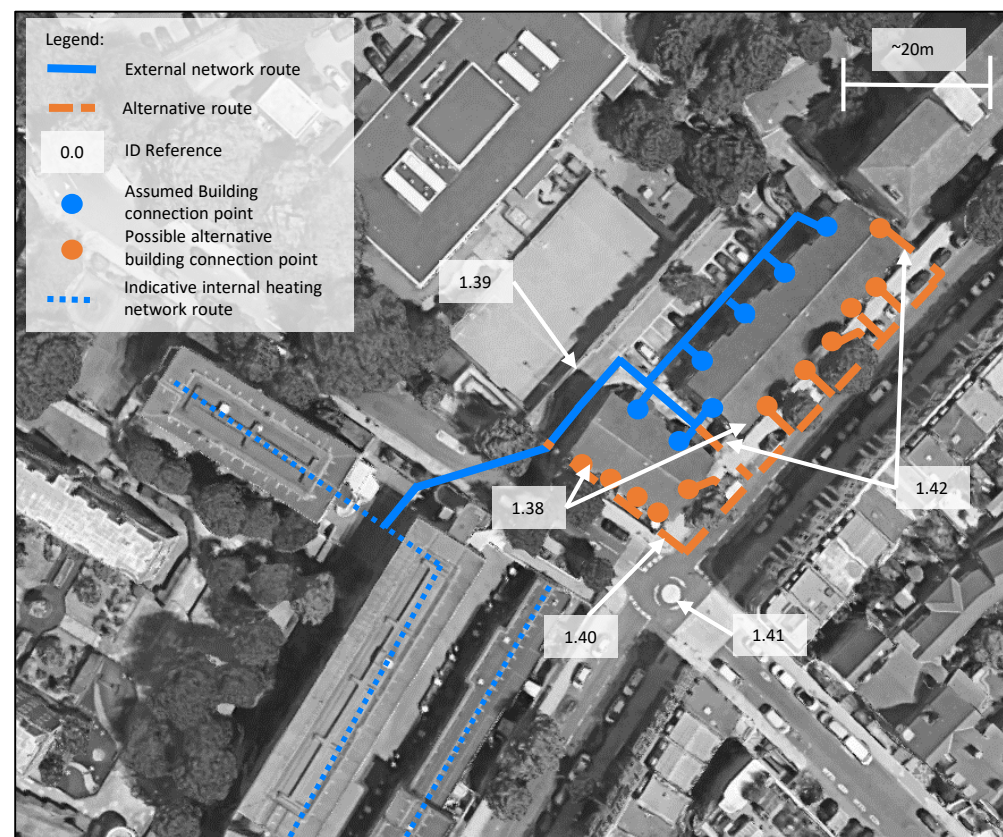 Legend:
External network route
Alternative route
0.0
ID Reference
Assumed Building
connection point
Possible alternative
building connection point
Indicative internal heating
network route
~20m
1.39
1.38
1.42
1.40
1.41